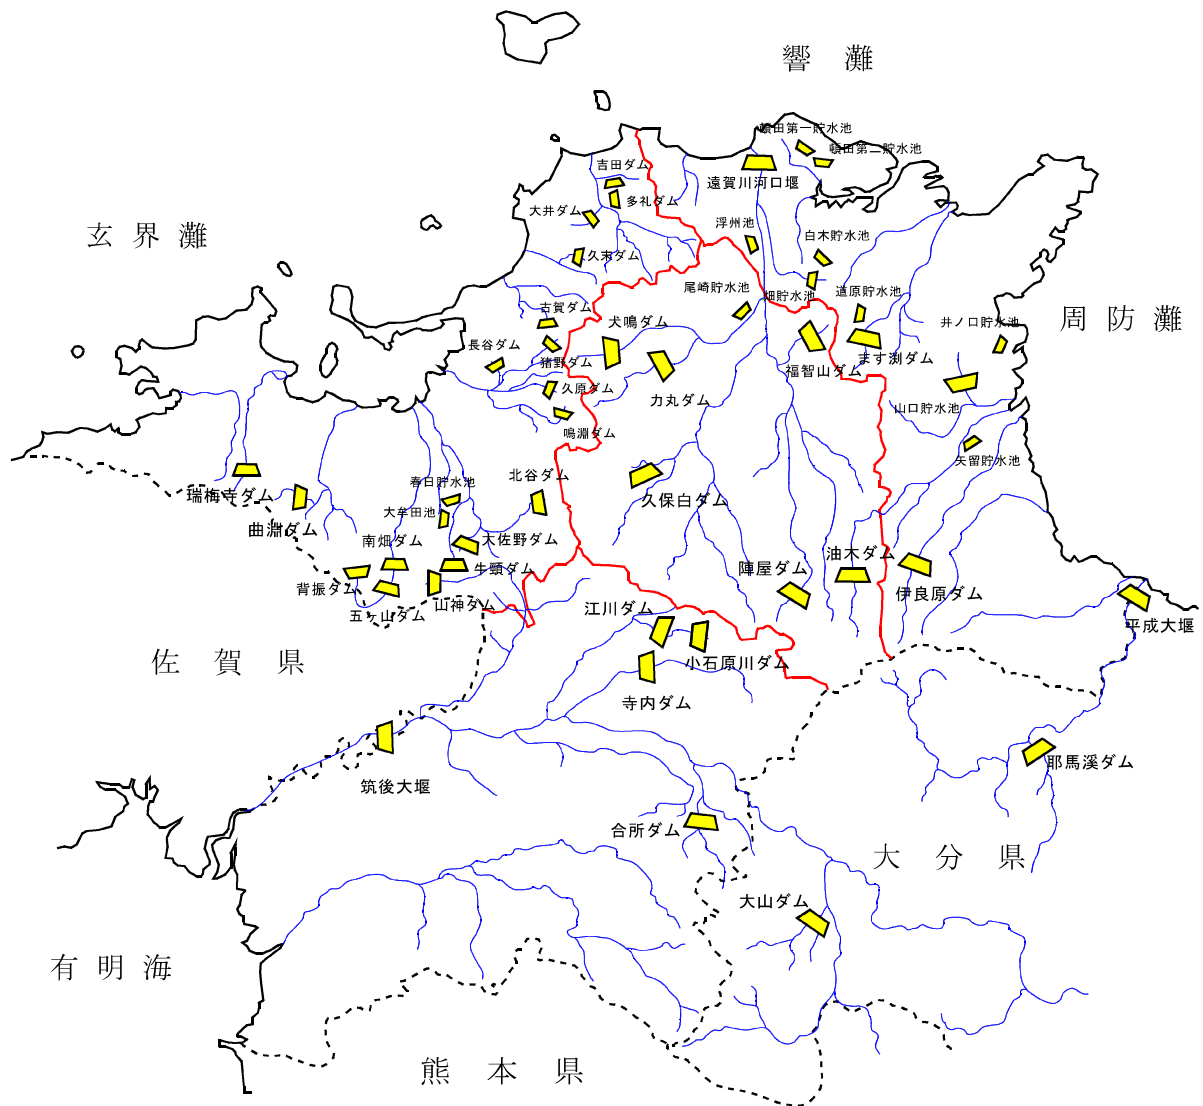 響灘
頓田第一貯水池
頓田第二貯水池
吉田ダム
遠賀川河口堰
多礼ダム
大井ダム
浮州池
玄界灘
白木貯水池
久末ダム
尾崎貯水池
畑貯水池
道原貯水池
古賀ダム
犬鳴ダム
井ノ口貯水池
周防灘
長谷ダム
猪野ダム
ます渕ダム
福智山ダム
久原ダム
力丸ダム
山口貯水池
鳴淵ダム
矢留貯水池
北谷ダム
春日貯水池
瑞梅寺ダム
久保白ダム
大牟田池
曲淵ダム
南畑ダム
大佐野ダム
油木ダム
牛頸ダム
陣屋ダム
背振ダム
伊良原ダム
山神ダム
江川ダム
五ヶ山ダム
平成大堰
佐賀県
小石原川ダム
寺内ダム
耶馬溪ダム
筑後大堰
合所ダム
大分県
大山ダム
有明海
熊本県